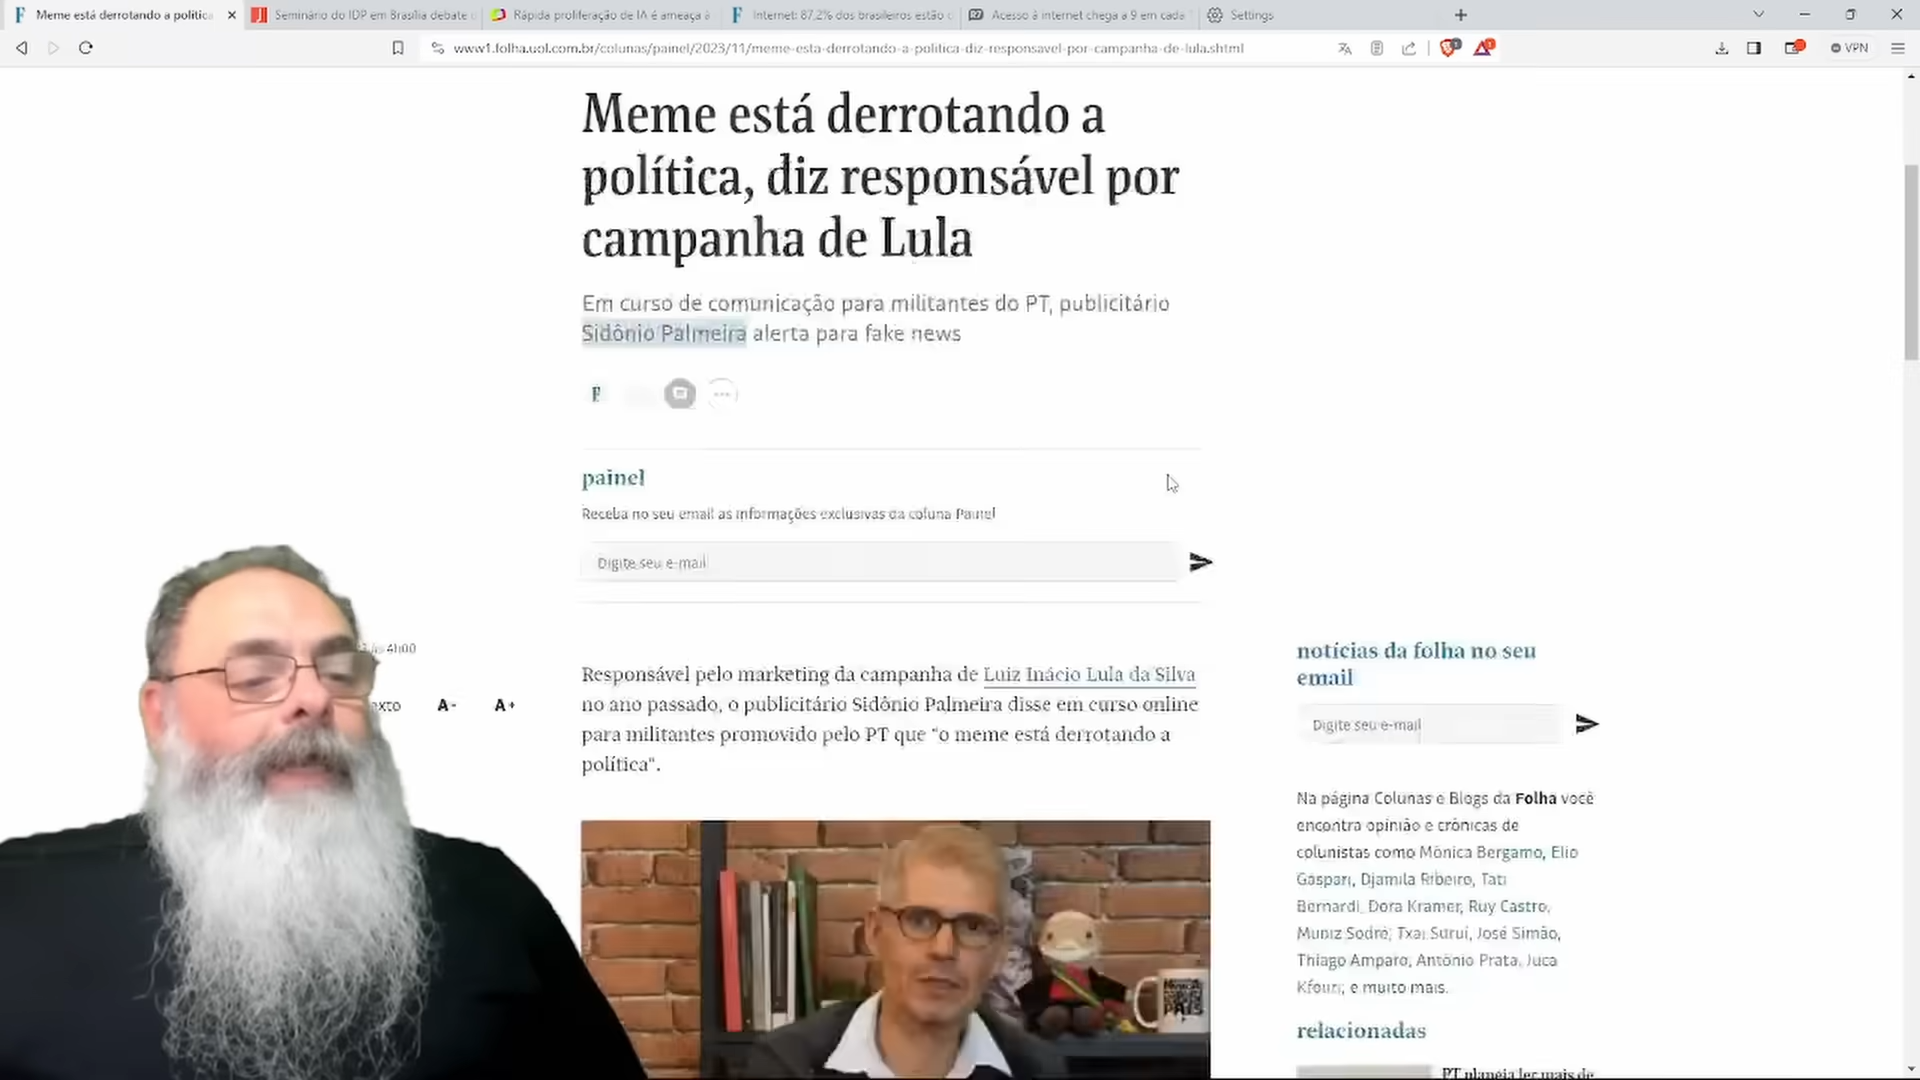 Meme está derrotando a política
Seminário do IDP em Brasília debate
Rápida proliferação de IA é ameaça à
Internet: 87,2% dos brasileiros estão
Acesso à internet chega a 9 em cada
Settings
www1.folha.uol.com.br/colunas/painel/2023/11/meme-esta-derrotando-a-politica-diz-responsavel-por-campanha-de-lula.shtml
VPN
Meme está derrotando a
política, diz responsável por
campanha de Lula
Em curso de comunicação para militantes do PT, publicitário
Sidônio Palmeira alerta para fake news
painel
Receba no seu email as informações exclusivas da coluna Painel
Digite seu e-mail
às 4h00
exto
A-
A+
Responsável pelo marketing da campanha de Luiz Inácio Lula da Silva
no ano passado, o publicitário Sidônio Palmeira disse em curso online
para militantes promovido pelo PT que "o meme está derrotando a
política".
notícias da folha no seu
email
Digite seu e-mail
Na página Colunas e Blogs da Folha você
encontra opinião e crônicas de
colunistas como Mônica Bergamo, Elio
Gaspari, Djamila Ribeiro, Tati
Bernardi, Dora Kramer, Ruy Castro,
Muniz Sodré, Txai Suruí, José Simão,
Thiago Amparo, Antônio Prata, Juca
Kfouri, e muito mais.
relacionadas
PT planeja ter mais de